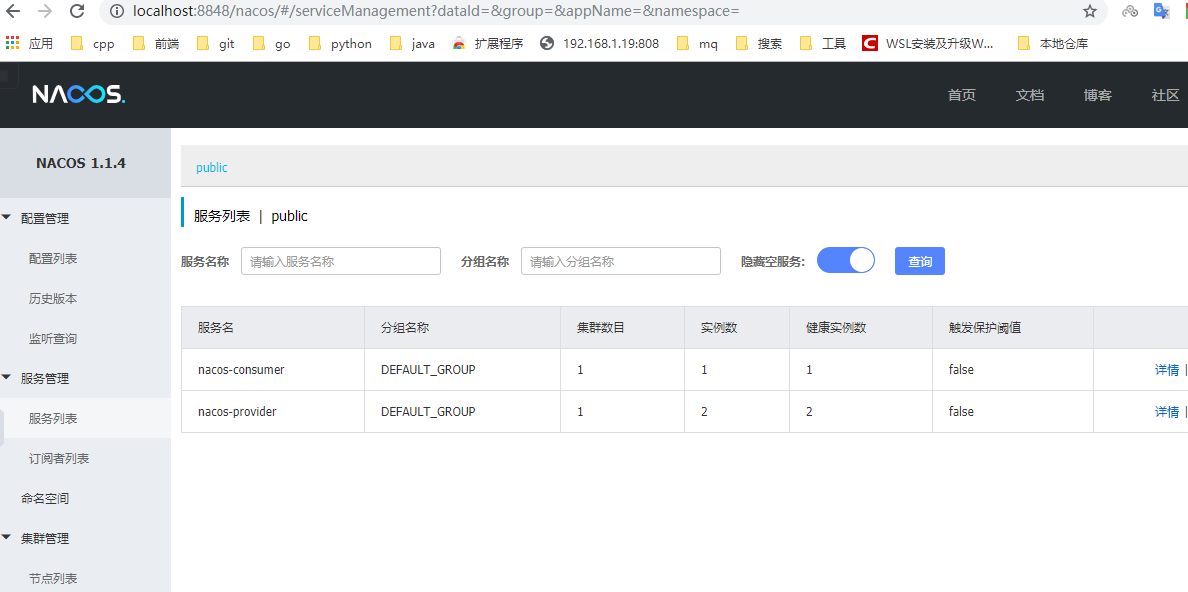 localhost:8848/nacos/#/serviceManagement?dataId=&group=&appName=&namespace=
应用 cpp 前端 git go python java 扩展程序 192.168.1.19:808 mq 搜索 工具 WSL安装及升级W... 本地仓库
NACOS. 首页 文档 博客 社区
NACOS 1.1.4
配置管理
配置列表
历史版本
监听查询
服务管理
服务列表
订阅者列表
命名空间
集群管理
节点列表
public
服务列表 | public
服务名称 请输入服务名称 分组名称 请输入分组名称 隐藏空服务: 查询
服务名 分组名称 集群数目 实例数 健康实例数 触发保护阈值
nacos-consumer DEFAULT_GROUP 1 1 1 false 详情 |
nacos-provider DEFAULT_GROUP 1 2 2 false 详情 |